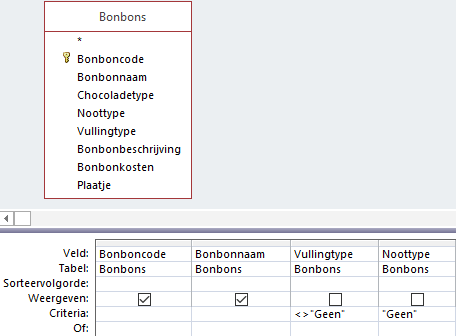 Bonbons
*
Bonboncode
Bonbonnaam
Chocoladetype
Noottype
Vullingtype
Bonbonbeschrijving
Bonbonkosten
Plaatje
Veld: Bonboncode Bonbonnaam Vullingtype Noottype
Tabel: Bonbons Bonbons Bonbons Bonbons
Sorteervolgorde:
Weergeven:
Criteria: <>"Geen" "Geen"
Of: